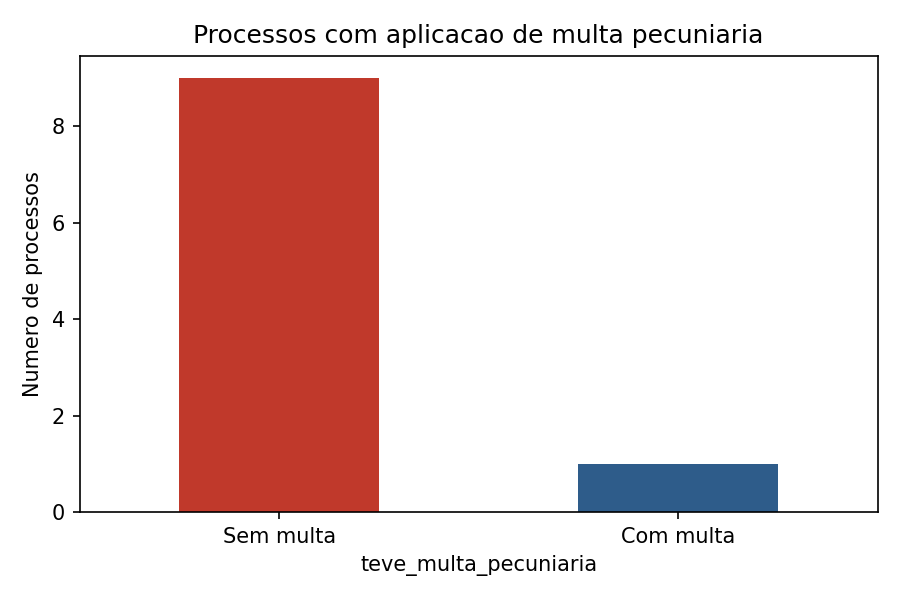 Processos com aplicacao de multa pecuniaria
Numero de processos
8
6
4
2
0
Sem multa
Com multa
teve_multa_pecuniaria